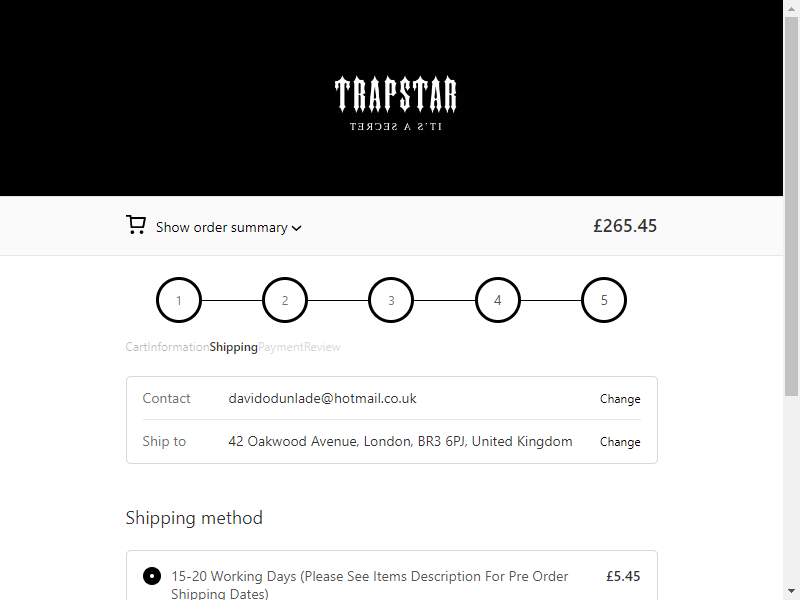 TRAPSTAR
IT'S A SECRET
Show order summary
£265.45
1 2 3 4 5
CartInformationShippingPaymentReview
Contact davidodunlade@hotmail.co.uk Change
Ship to 42 Oakwood Avenue, London, BR3 6PJ, United Kingdom Change
Shipping method
15-20 Working Days (Please See Items Description For Pre Order £5.45
Shipping Dates)